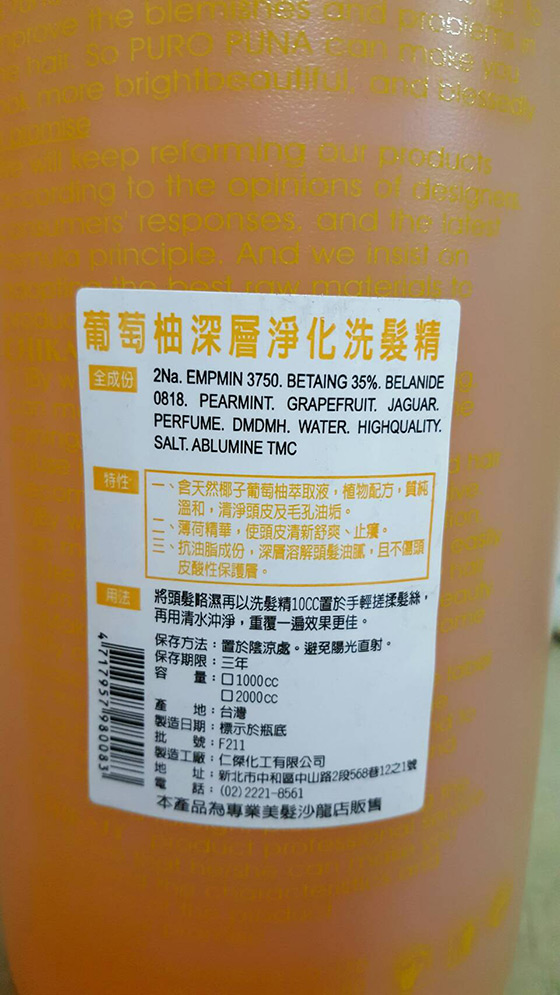 prove the blemishes and problems in
hair. So PURO PUNA can make you
more brightbeautiful, and blessedly
promise
will keep reforming our products
according to the opinions of designers,
consumers' responses, and the latest
formula principle. And we insist on
the best raw materials to
葡萄柚深層淨化洗髮精
全成份
2Na. EMPMIN 3750. BETAING 35%. BELANIDE
0818. PEARMINT. GRAPEFRUIT. JAGUAR.
PERFUME. DMDMH. WATER. HIGHQUALITY.
SALT. ABLUMINE TMC
特性
一、含天然椰子葡萄柚萃取液，植物配方，質純
溫和，清淨頭皮及毛孔油垢。
二、薄荷精華，使頭皮清新舒爽、止癢。
三、抗油脂成份，深層溶解頭髮油膩，且不傷頭
皮酸性保護層。
用法
將頭髮略濕再以洗髮精10CC置於手輕搓揉髮絲，
再用清水沖淨，重覆一遍效果更佳。
保存方法：置於陰涼處。避免陽光直射。
保存期限：三年
容量：□1000cc
□2000cc
產地：台灣
製造日期：標示於瓶底
批號：F211
製造工廠：仁傑化工有限公司
地址：新北市中和區中山路2段568巷12之1號
電話：(02)2221-8561
本產品為專業美髮沙龍店販售
4717957980083
product professional
the product